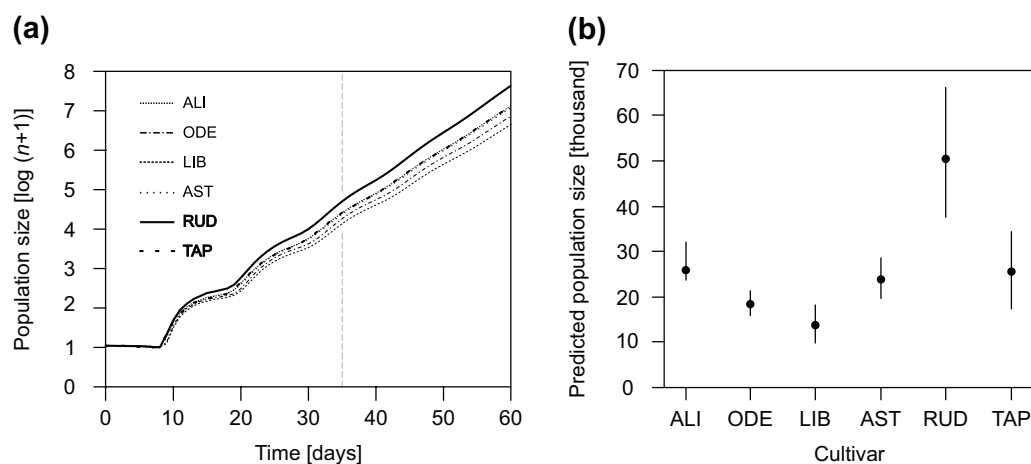 (a)
Population size [log (n+1)]
8
7
6
5
4
3
2
1
0
ALI
ODE
LIB
AST
RUD
TAP
0 10 20 30 40 50 60
Time [days]
(b)
Predicted population size [thousand]
70
60
50
40
30
20
10
0
ALI ODE LIB AST RUD TAP
Cultivar